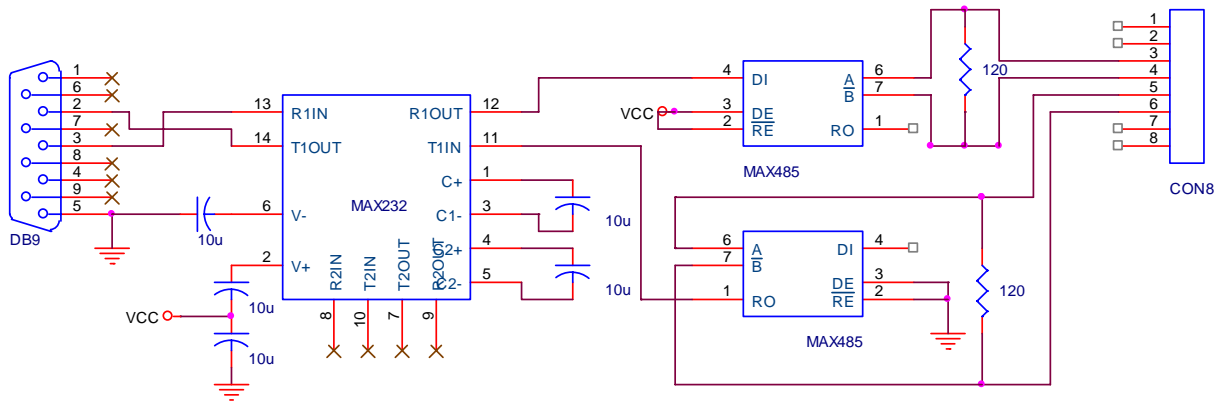 1
6
2
7
3
8
4
9
5
DB9
10u
VCC
10u
10u
13 R1IN
14 T1OUT
6 V-
2 V+
MAX232
R1OUT 12
T1IN 11
C+ 1
C1- 3
C2+ 4
C2- 5
R2IN 8
T2IN 10
T2OUT 7
R2OUT 9
10u
10u
4 DI
VCC
3 DE
2 RE
A 6
B 7
RO 1
MAX485
120
6 A
7 B
1 RO
DI 4
DE 3
RE 2
MAX485
120
1
2
3
4
5
6
7
8
CON8